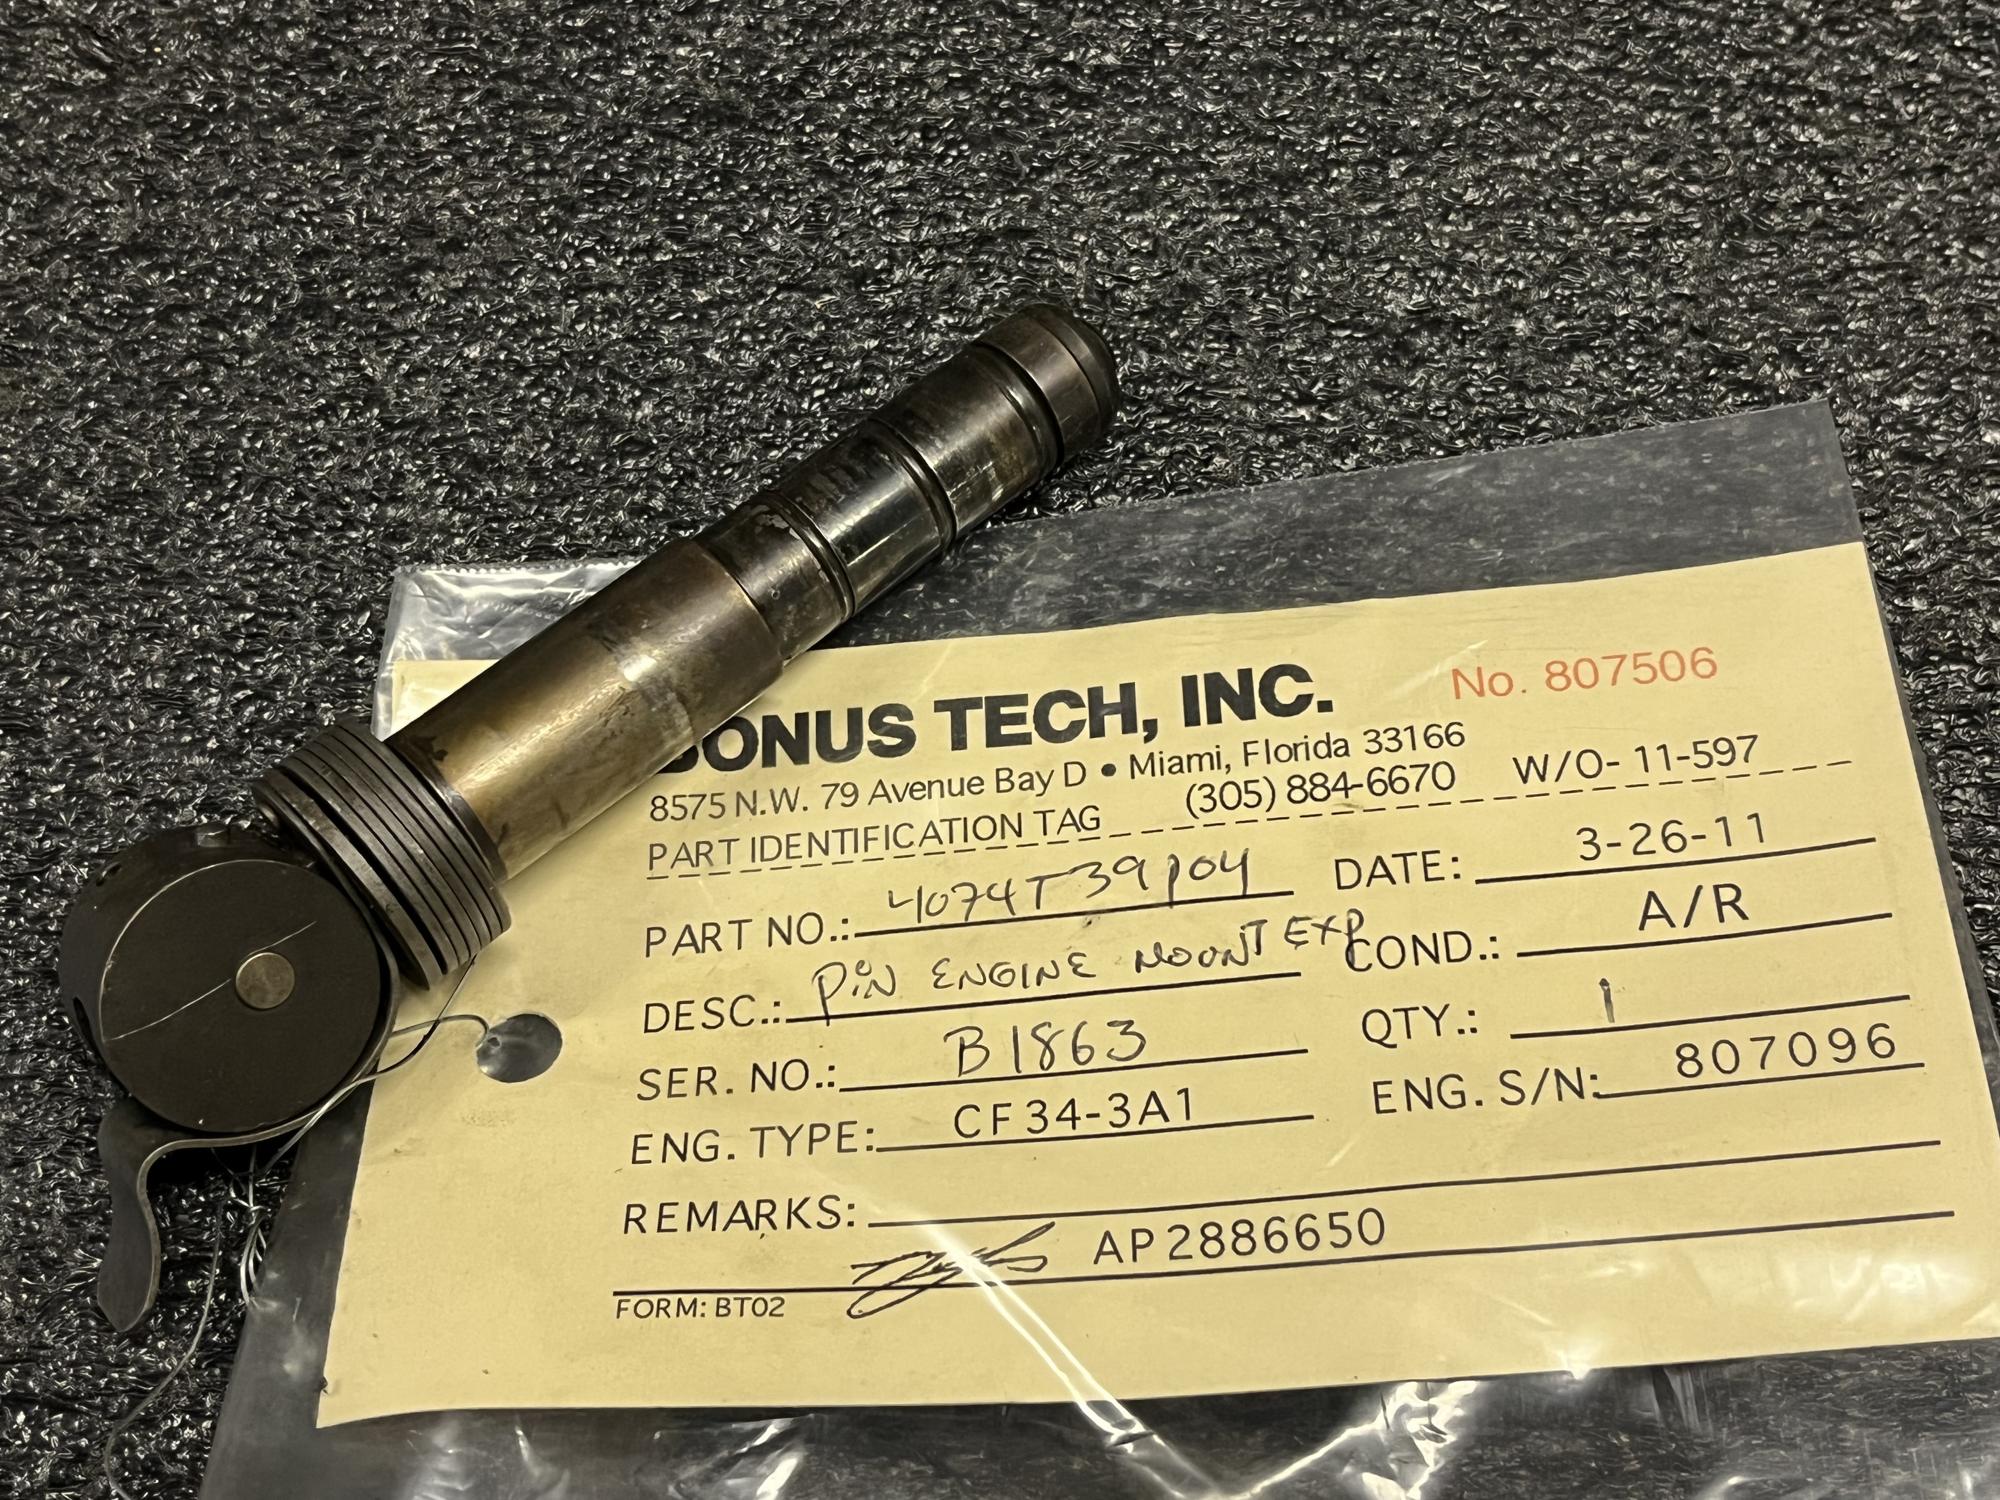 BONUS TECH, INC. No. 807506
8575 N.W. 79 Avenue Bay D • Miami, Florida 33166
(305) 884-6670 W/O- 11-597
PART IDENTIFICATION TAG
PART NO.: 4074T39P04 DATE: 3-26-11
DESC.: PiN ENGINE MOUNT EXP COND.: A/R
SER. NO.: B1863 QTY.: 1
ENG. TYPE: CF34-3A1 ENG. S/N: 807096
REMARKS:
AP2886650
FORM: BT02